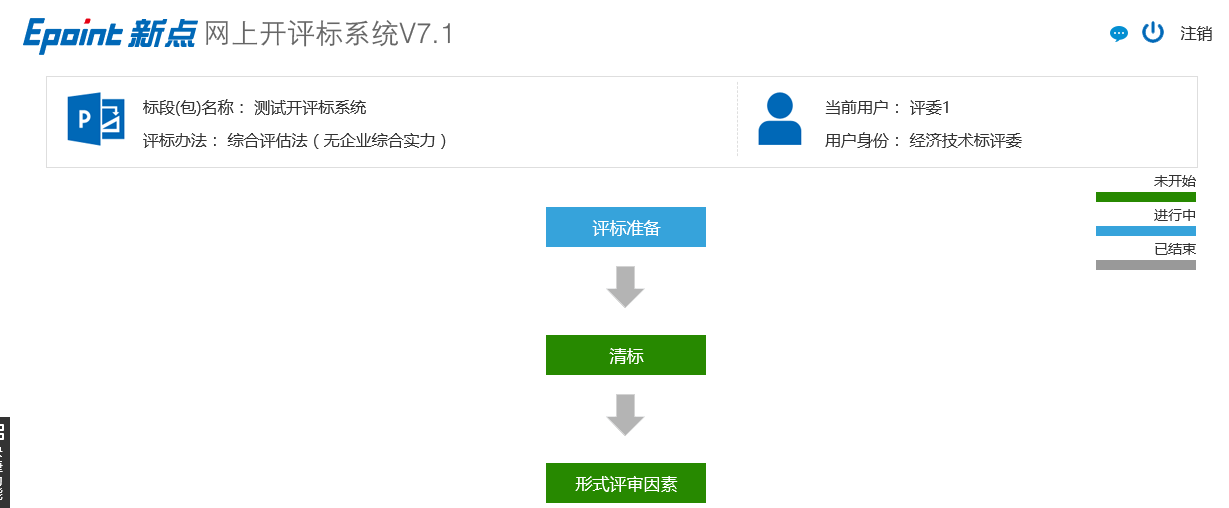 Epoint 新点 网上开评标系统V7.1
注销
标段(包)名称： 测试开评标系统
当前用户： 评委1
评标办法： 综合评估法（无企业综合实力）
用户身份： 经济技术标评委
未开始
进行中
已结束
评标准备
清标
形式评审因素
P